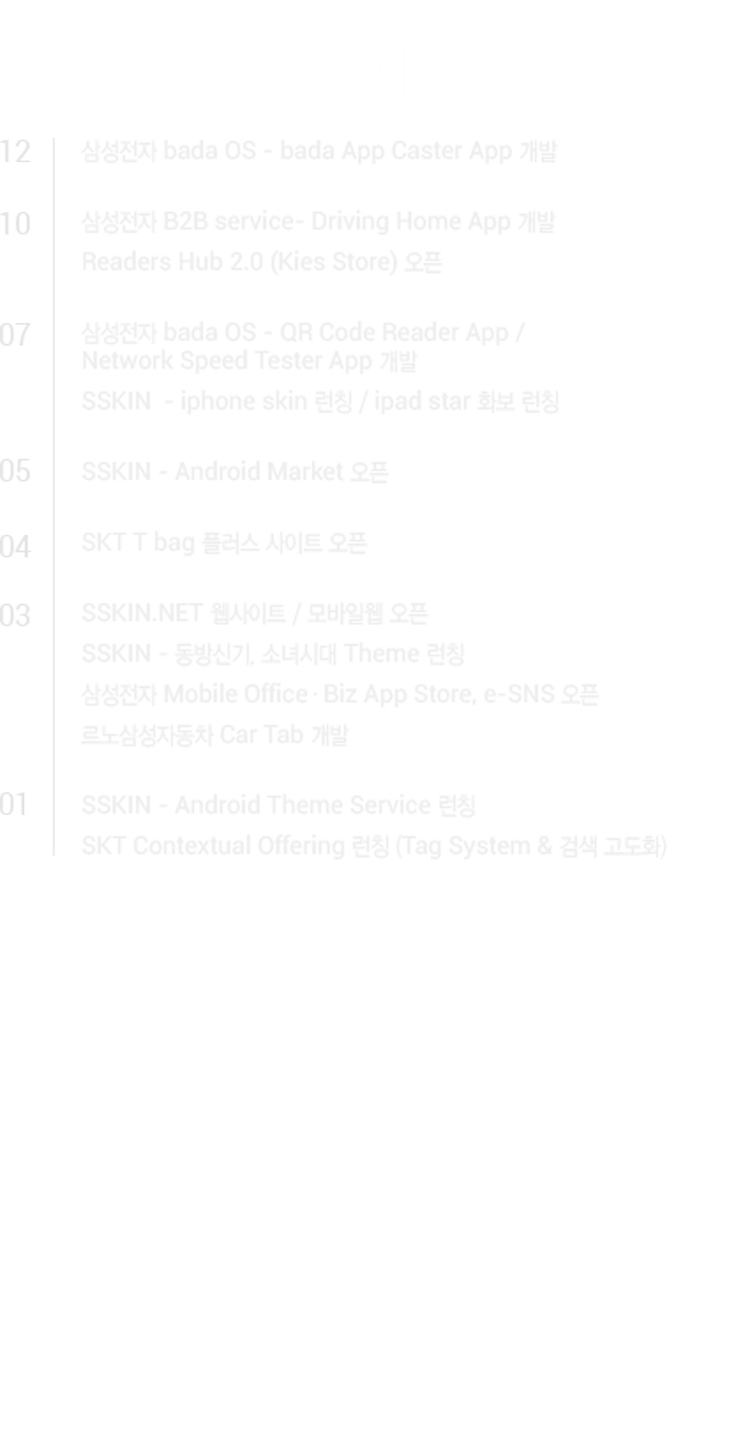 12 삼성전자 bada OS - bada App Caster App 개발
10 삼성전자 B2B service- Driving Home App 개발
Readers Hub 2.0 (Kies Store) 오픈
07 삼성전자 bada OS - QR Code Reader App /
Network Speed Tester App 개발
SSKIN - iphone skin 런칭 / ipad star 화보 런칭
05 SSKIN - Android Market 오픈
04 SKT T bag 플러스 사이트 오픈
03 SSKIN.NET 웹사이트 / 모바일웹 오픈
SSKIN - 동방신기, 소녀시대 Theme 런칭
삼성전자 Mobile Office · Biz App Store, e-SNS 오픈
르노삼성자동차 Car Tab 개발
01 SSKIN - Android Theme Service 런칭
SKT Contextual Offering 런칭 (Tag System & 검색 고도화)